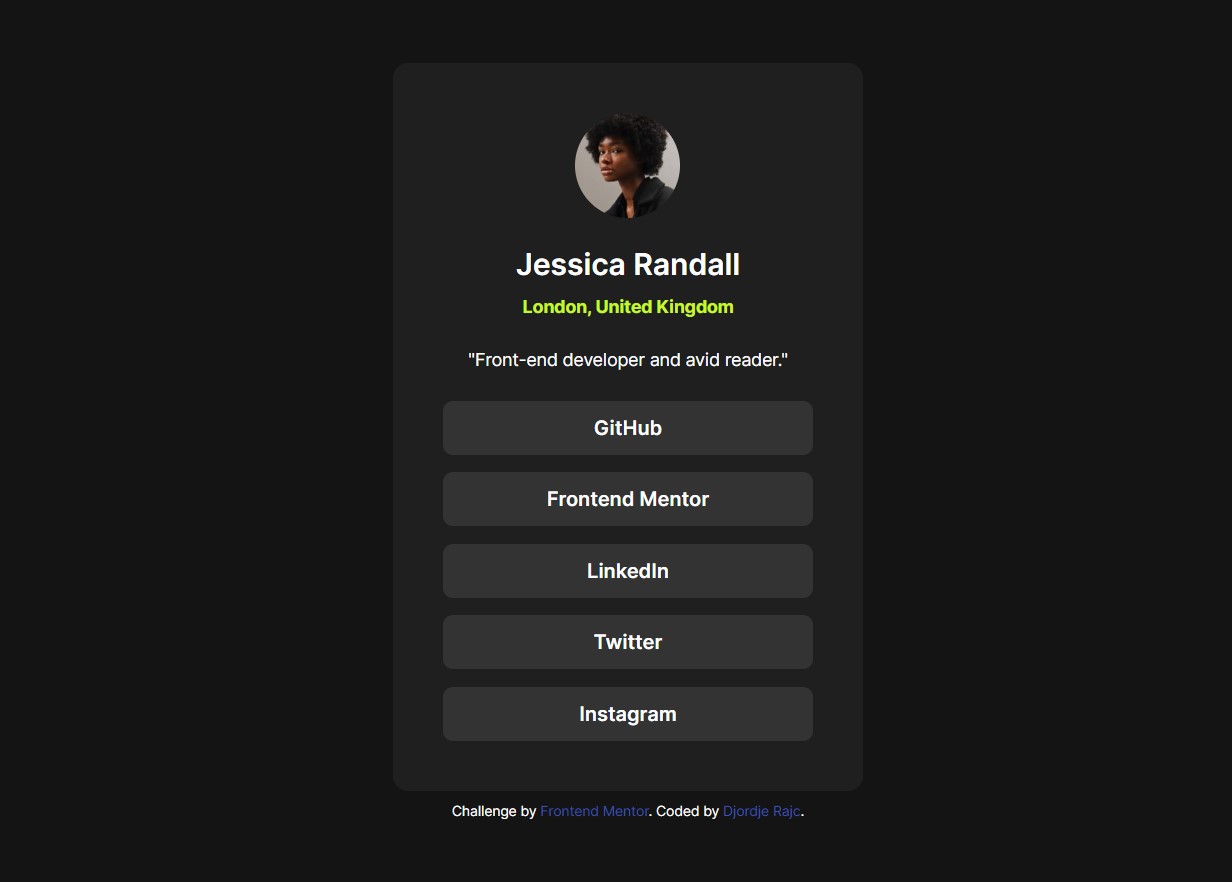 Jessica Randall
London, United Kingdom
"Front-end developer and avid reader."
GitHub
Frontend Mentor
LinkedIn
Twitter
Instagram
Challenge by Frontend Mentor. Coded by Djordje Rajc.